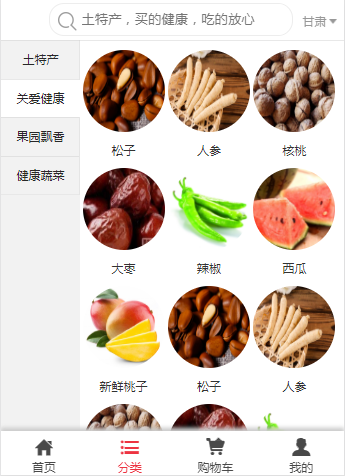 土特产，买的健康，吃的放心
甘肃
土特产
关爱健康
果园飘香
健康蔬菜
松子 人参 核桃
大枣 辣椒 西瓜
新鲜桃子 松子 人参
首页 分类 购物车 我的